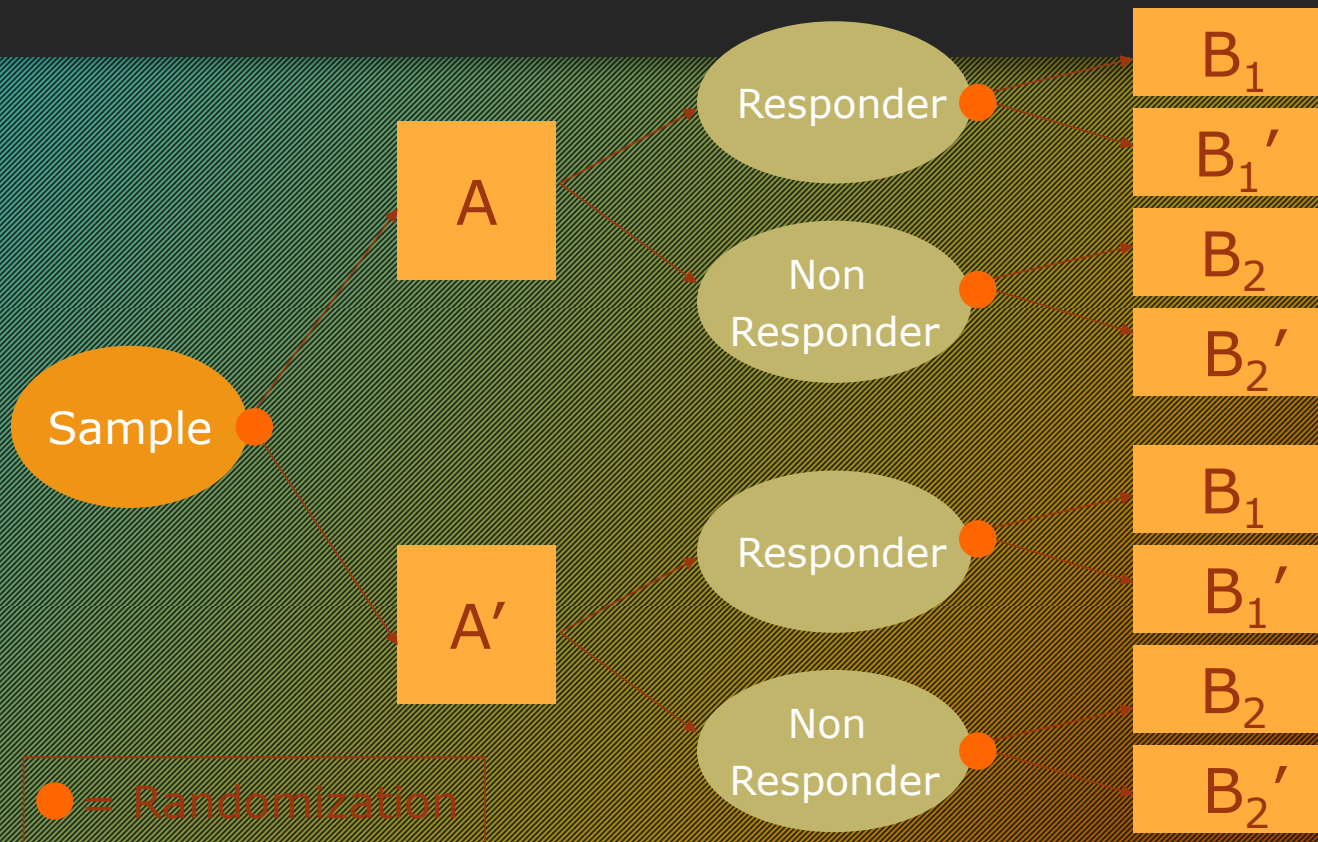 Sample
A
A′
Responder
Non
Responder
Responder
Non
Responder
B₁
B₁′
B₂
B₂′
B₁
B₁′
B₂
B₂′
= Randomization